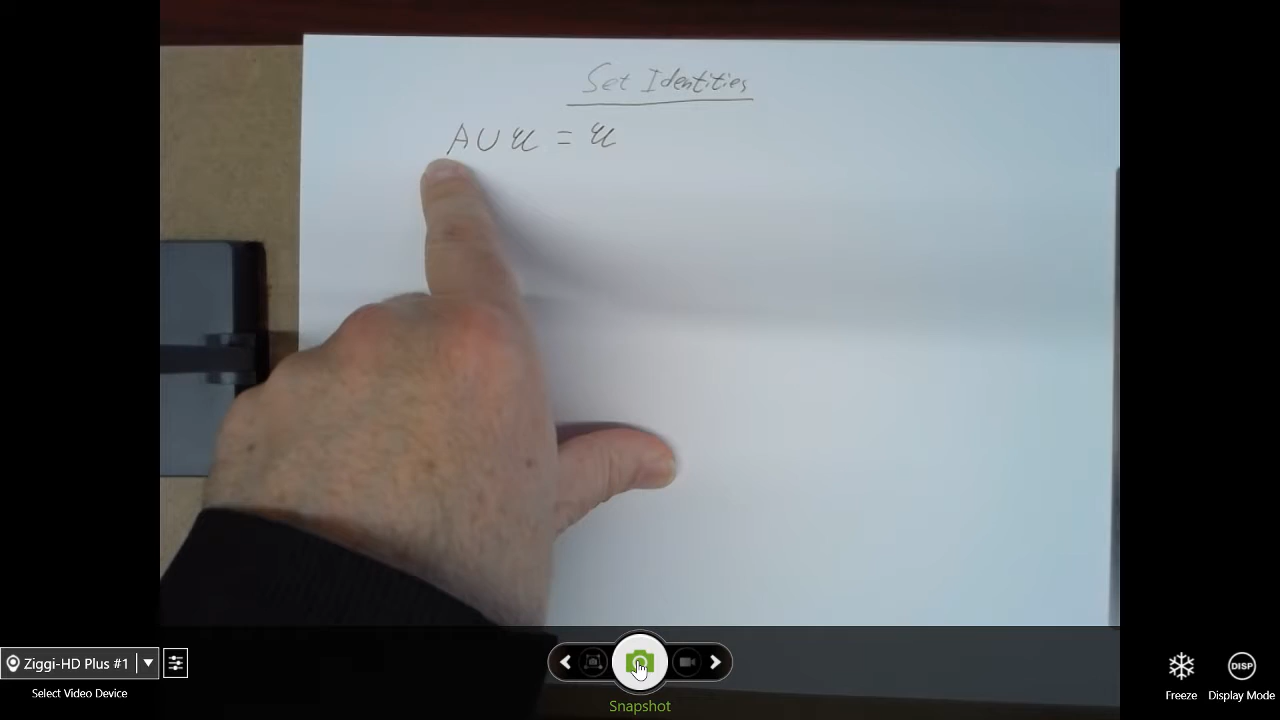 Set Identities
A ∪ 𝒰 = 𝒰
Ziggi-HD Plus #1
Select Video Device
Snapshot
Freeze
DISP
Display Mode